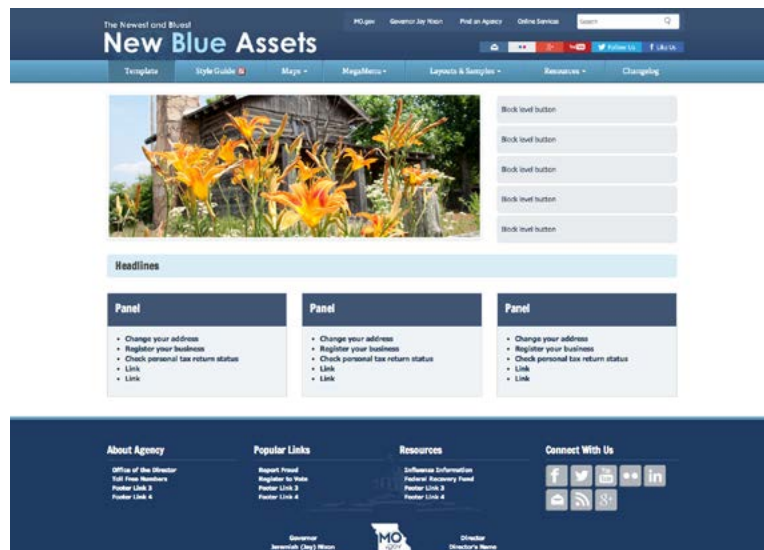 The Newest and Bluest
New Blue Assets
MO.gov Governor Jay Nixon Find an Agency Online Services Search
Follow Us Like Us
Template Style Guide Maps MegaMenu Layouts & Samples Resources Changelog
Block level button
Block level button
Block level button
Block level button
Block level button
Headlines
Panel Panel Panel
• Change your address • Change your address • Change your address
• Register your business • Register your business • Register your business
• Check personal tax return status • Check personal tax return status • Check personal tax return status
• Link • Link • Link
• Link • Link • Link
About Agency Popular Links Resources Connect With Us
Office of the Director Report Fraud Influenza Information
Toll Free Numbers Register to Vote Federal Recovery Fund
Footer Link 3 Footer Link 3 Footer Link 3
Footer Link 4 Footer Link 4 Footer Link 4
Governor MO Director
Jeremiah (Jay) Nixon .gov Director's Name